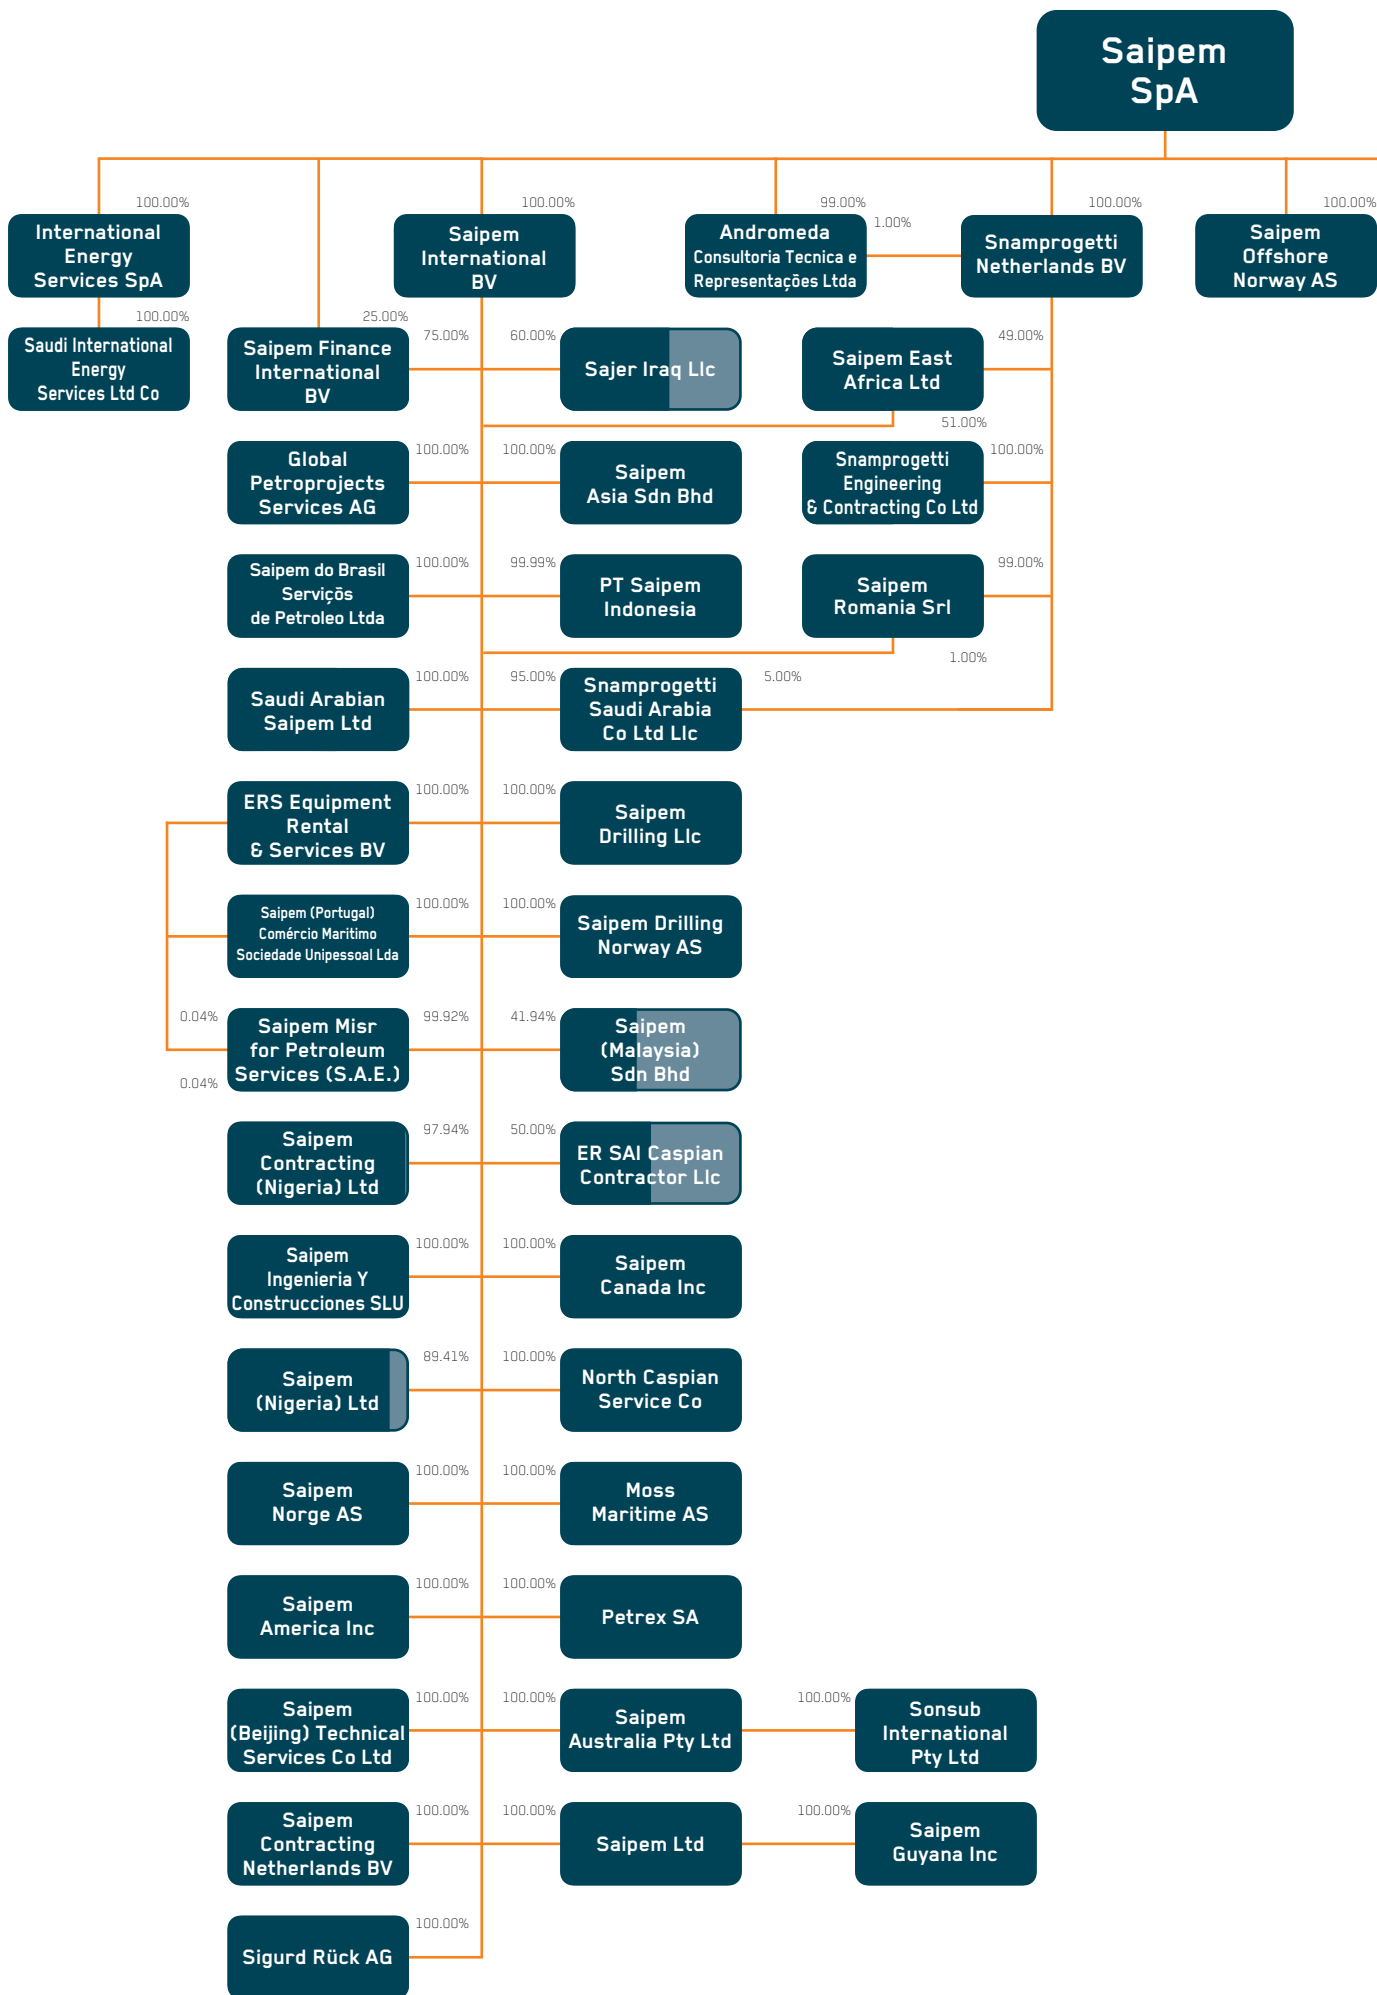 Saipem
SpA
100.00%
100.00%
99.00%
1.00%
100.00%
100.00%
International
Energy
Services SpA
Saipem
International
BV
Andromeda
Consultoria Tecnica e
Representações Ltda
Snamprogetti
Netherlands BV
Saipem
Offshore
Norway AS
100.00%
25.00%
75.00%
60.00%
49.00%
Saudi International
Energy
Services Ltd Co
Saipem Finance
International
BV
Sajer Iraq Llc
Saipem East
Africa Ltd
51.00%
100.00%
100.00%
100.00%
Global
Petroprojects
Services AG
Saipem
Asia Sdn Bhd
Snamprogetti
Engineering
& Contracting Co Ltd
100.00%
99.99%
99.00%
Saipem do Brasil
Serviçõs
de Petroleo Ltda
PT Saipem
Indonesia
Saipem
Romania Srl
1.00%
100.00%
95.00%
5.00%
Saudi Arabian
Saipem Ltd
Snamprogetti
Saudi Arabia
Co Ltd Llc
100.00%
100.00%
ERS Equipment
Rental
& Services BV
Saipem
Drilling Llc
100.00%
100.00%
Saipem (Portugal)
Comércio Maritimo
Sociedade Unipessoal Lda
Saipem Drilling
Norway AS
0.04%
99.92%
41.94%
Saipem Misr
for Petroleum
Services (S.A.E.)
Saipem
(Malaysia)
Sdn Bhd
0.04%
97.94%
50.00%
Saipem
Contracting
(Nigeria) Ltd
ER SAI Caspian
Contractor Llc
100.00%
100.00%
Saipem
Ingenieria Y
Construcciones SLU
Saipem
Canada Inc
89.41%
100.00%
Saipem
(Nigeria) Ltd
North Caspian
Service Co
100.00%
100.00%
Saipem
Norge AS
Moss
Maritime AS
100.00%
100.00%
Saipem
America Inc
Petrex SA
100.00%
100.00%
100.00%
Saipem
(Beijing) Technical
Services Co Ltd
Saipem
Australia Pty Ltd
Sonsub
International
Pty Ltd
100.00%
100.00%
100.00%
Saipem
Contracting
Netherlands BV
Saipem Ltd
Saipem
Guyana Inc
100.00%
Sigurd Rück AG